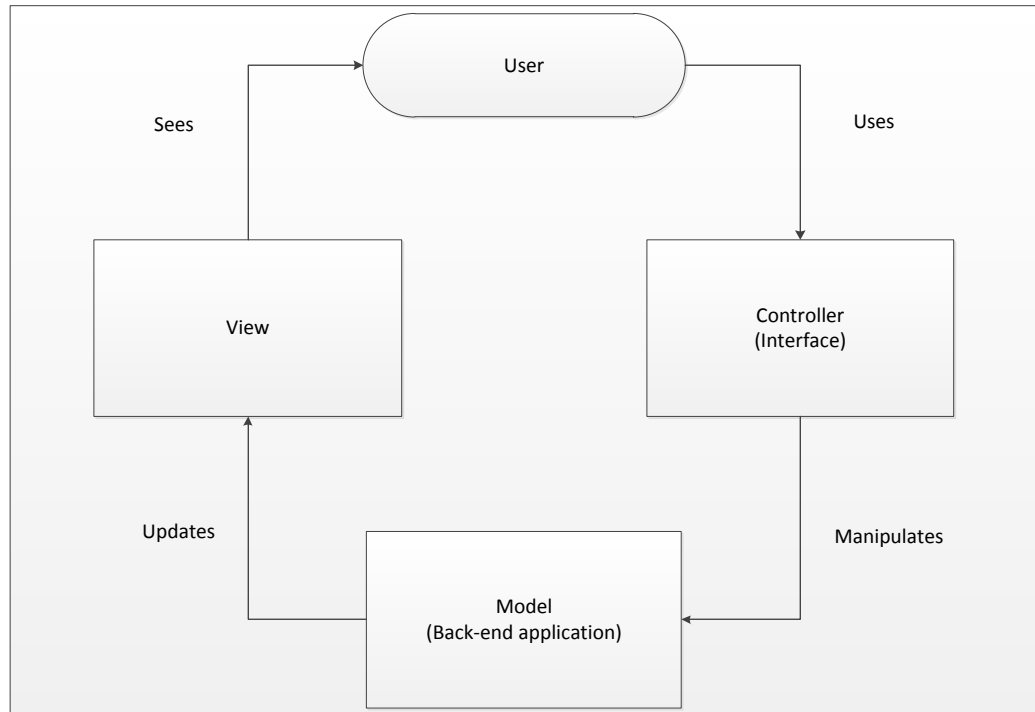 User
Sees
Uses
View
Controller
(Interface)
Updates
Manipulates
Model
(Back-end application)